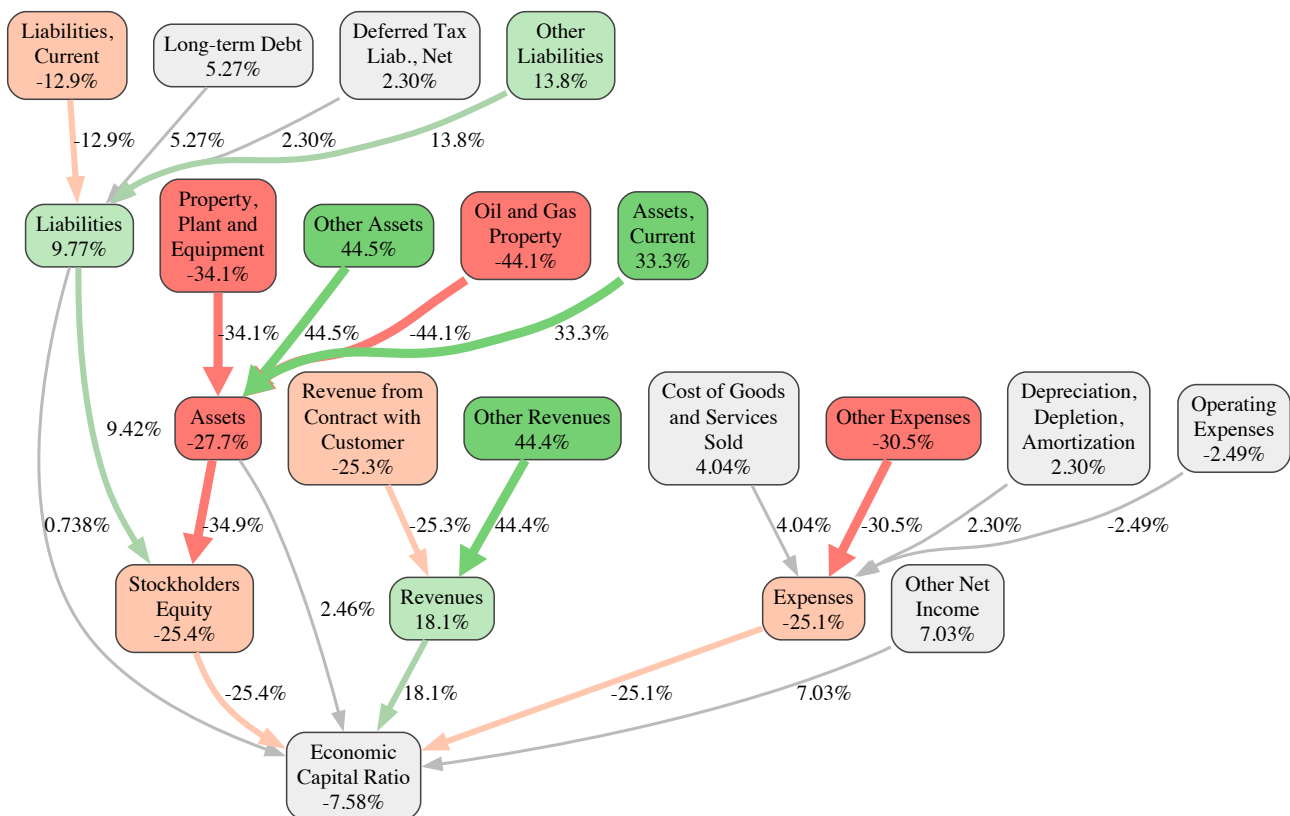 Liabilities,
Current
-12.9%
Long-term Debt
5.27%
Deferred Tax
Liab., Net
2.30%
Other
Liabilities
13.8%
-12.9%
5.27%
2.30%
13.8%
Liabilities
9.77%
Property,
Plant and
Equipment
-34.1%
Other Assets
44.5%
Oil and Gas
Property
-44.1%
Assets,
Current
33.3%
-34.1%
44.5%
-44.1%
33.3%
9.42%
Assets
-27.7%
Revenue from
Contract with
Customer
-25.3%
Other Revenues
44.4%
Cost of Goods
and Services
Sold
4.04%
Other Expenses
-30.5%
Depreciation,
Depletion,
Amortization
2.30%
Operating
Expenses
-2.49%
0.738%
-34.9%
-25.3%
44.4%
4.04%
-30.5%
2.30%
-2.49%
Stockholders
Equity
-25.4%
2.46%
Revenues
18.1%
Expenses
-25.1%
Other Net
Income
7.03%
-25.4%
18.1%
-25.1%
7.03%
Economic
Capital Ratio
-7.58%